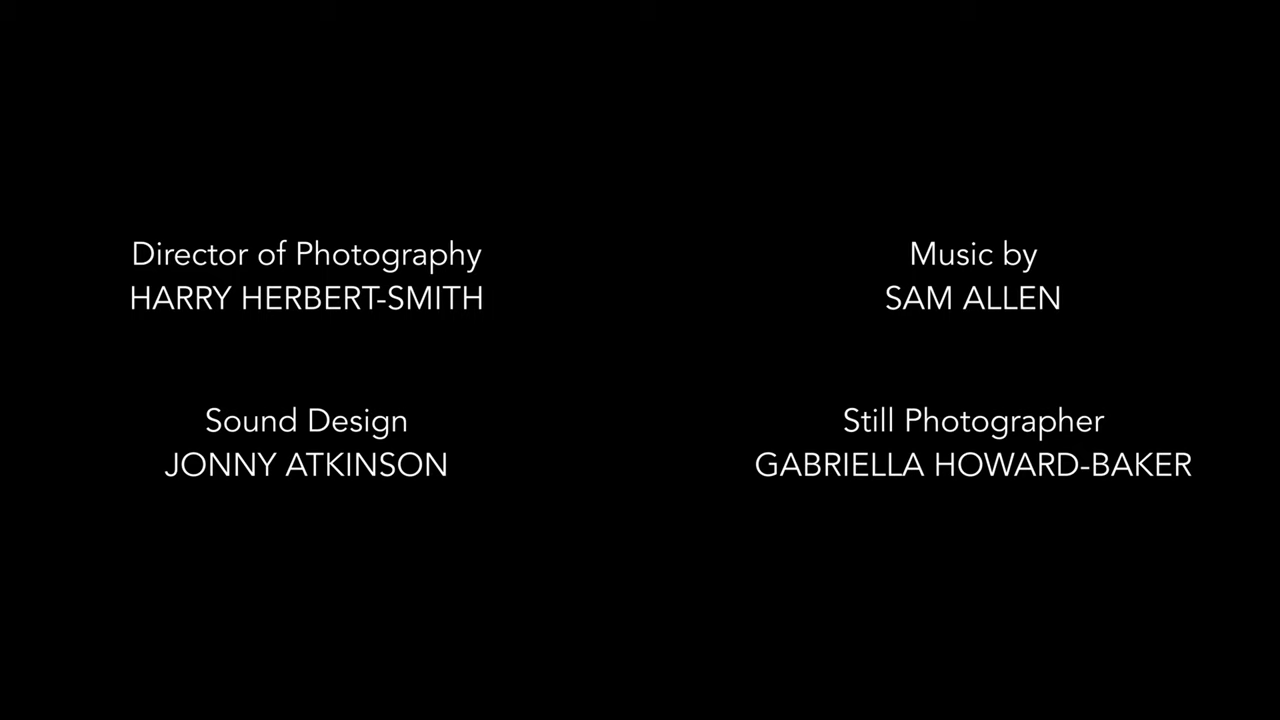 Director of Photography
HARRY HERBERT-SMITH
Music by
SAM ALLEN
Sound Design
JONNY ATKINSON
Still Photographer
GABRIELLA HOWARD-BAKER